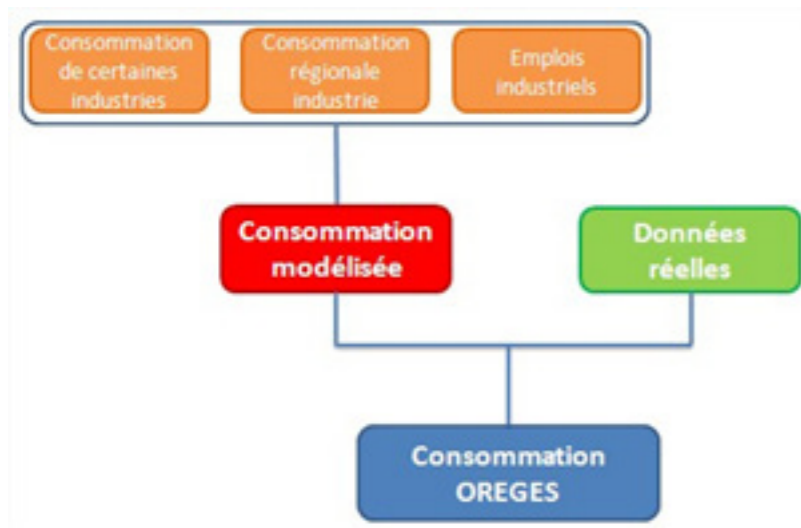 Consommation
de certaines
industries
Consommation
régionale
industrie
Emplois
industriels
Consommation
modélisée
Données
réelles
Consommation
OREGES